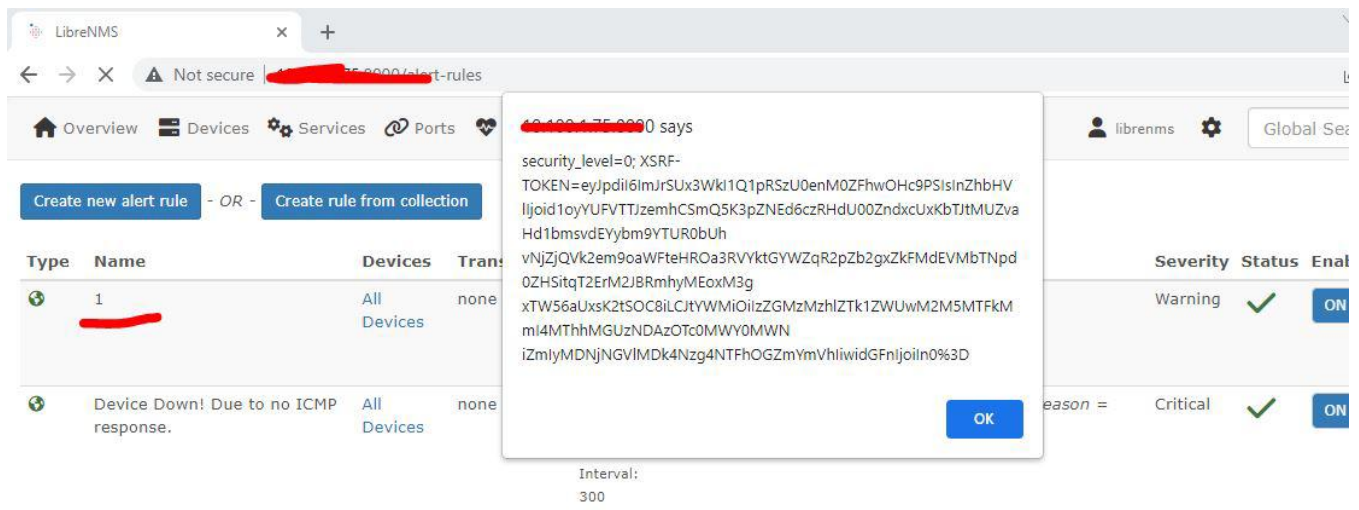 LibreNMS
Not secure
-rules
Overview Devices Services Ports librenms Global Sea
0 says
security_level=0; XSRF-
TOKEN=eyJpdiI6ImJrSUx3WkI1Q1pRSzU0enM0ZFhwOHc9PSIsInZhbHV
lIjoid1oyYUFVTTJzemhCSmQ5K3pZNEd6czRHdU00ZndxcUxKbTJtMUZva
Hd1bmsvdEYybm9YTUR0bUh
vNjZjQVk2em9oaWFteHROa3RVYktGYWZqR2pZb2gxZkFMdEVMbTNpd
0ZHSitqT2ErM2JBRmhyMEoxM3g
xTW56aUxsK2tSOC8iLCJtYWMiOiIzZGMzMzhlZTk1ZWUwM2M5MTFkM
mI4MThhMGUzNDAzOTc0MWY0MWN
iZmIyMDNjNGVlMDk4Nzg4NTFhOGZmYmVhIiwidGFnIjoiIn0%3D
OK
Create new alert rule - OR - Create rule from collection
Type Name Devices Trans Severity Status Enab
1 All Devices none Warning ON
Device Down! Due to no ICMP All none eason = Critical ON
response. Devices
Interval:
300